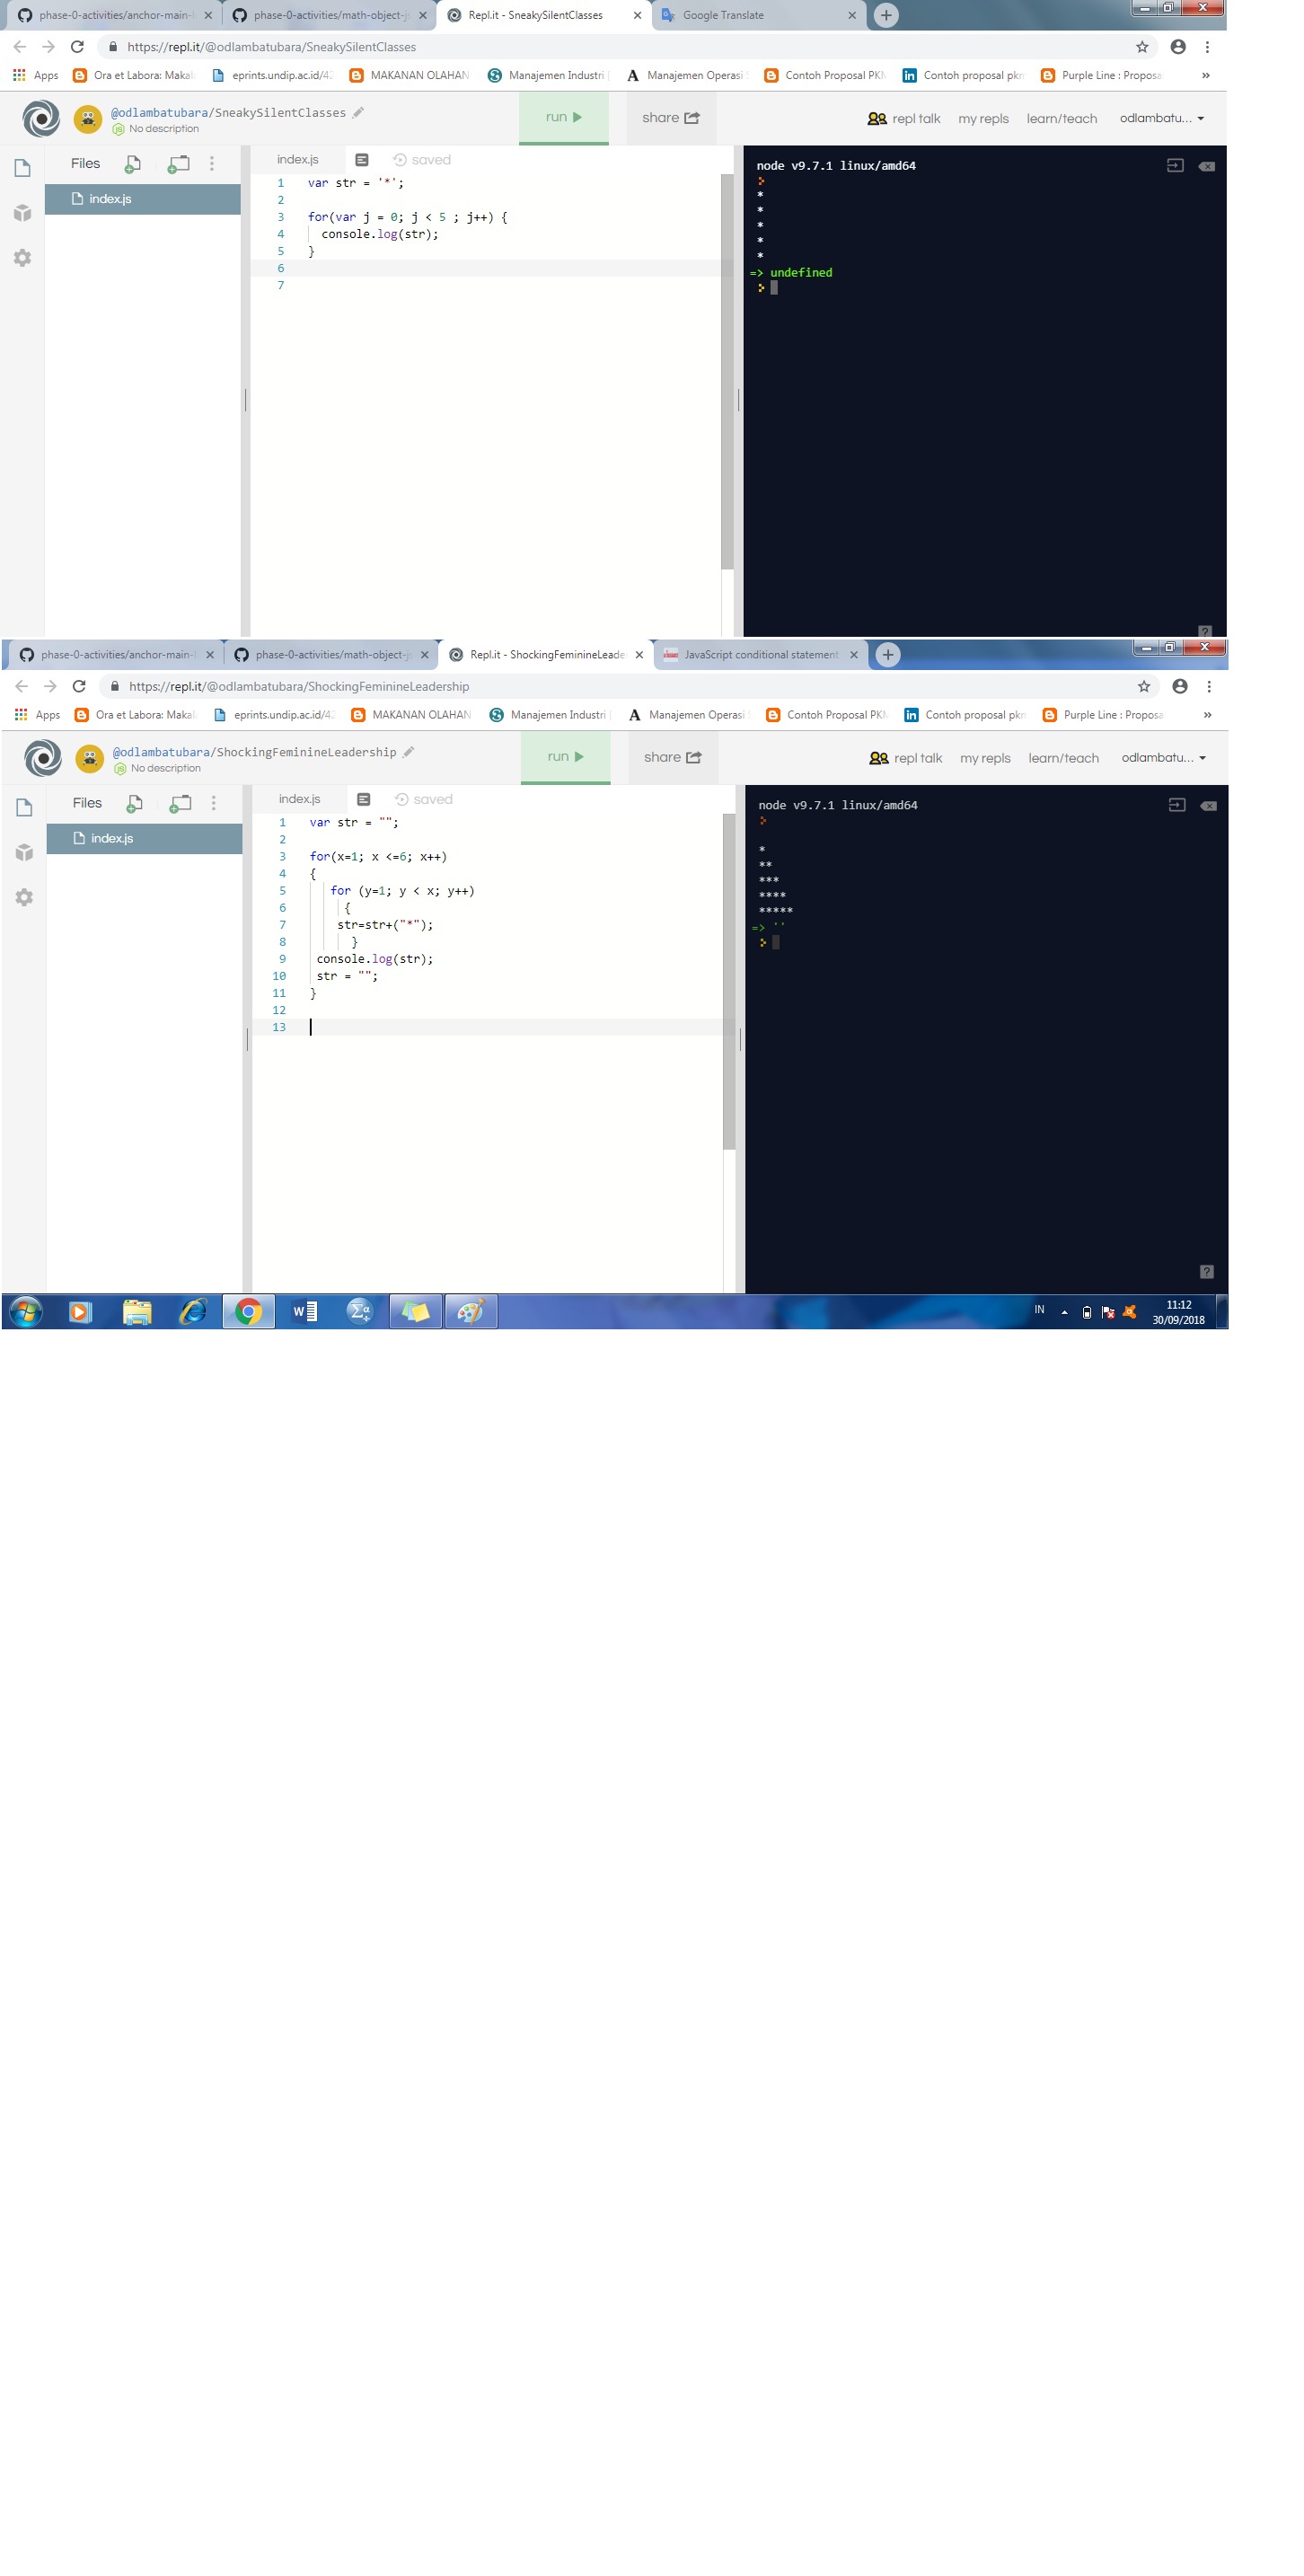 phase-0-activities/anchor-main- phase-0-activities/math-object-j Repl.it - SneakySilentClasses Google Translate
https://repl.it/@odlambatubara/SneakySilentClasses
Apps Ora et Labora: Makal eprints.undip.ac.id/42 MAKANAN OLAHAN Manajemen Industri | A Manajemen Operasi Contoh Proposal PKM Contoh proposal pkm Purple Line : Proposa »
@odlambatubara/SneakySilentClasses
No description
run share repl talk my repls learn/teach odlambatu...
Files index.js saved
index.js
1 var str = '*';
2
3 for(var j = 0; j < 5 ; j++) {
4 console.log(str);
5 }
6
7
node v9.7.1 linux/amd64
*
*
*
*
*
=> undefined
phase-0-activities/anchor-main- phase-0-activities/math-object-j Repl.it - ShockingFeminineLeade JavaScript conditional statement
https://repl.it/@odlambatubara/ShockingFeminineLeadership
Apps Ora et Labora: Makal eprints.undip.ac.id/42 MAKANAN OLAHAN Manajemen Industri | A Manajemen Operasi Contoh Proposal PKM Contoh proposal pkm Purple Line : Proposa »
@odlambatubara/ShockingFeminineLeadership
No description
run share repl talk my repls learn/teach odlambatu...
Files index.js saved
index.js
1 var str = "";
2
3 for(x=1; x <=6; x++)
4 {
5 for (y=1; y < x; y++)
6 {
7 str=str+("*");
8 }
9 console.log(str);
10 str = "";
11 }
12
13
node v9.7.1 linux/amd64
*
**
***
****
*****
=> ''
IN
11:12
30/09/2018